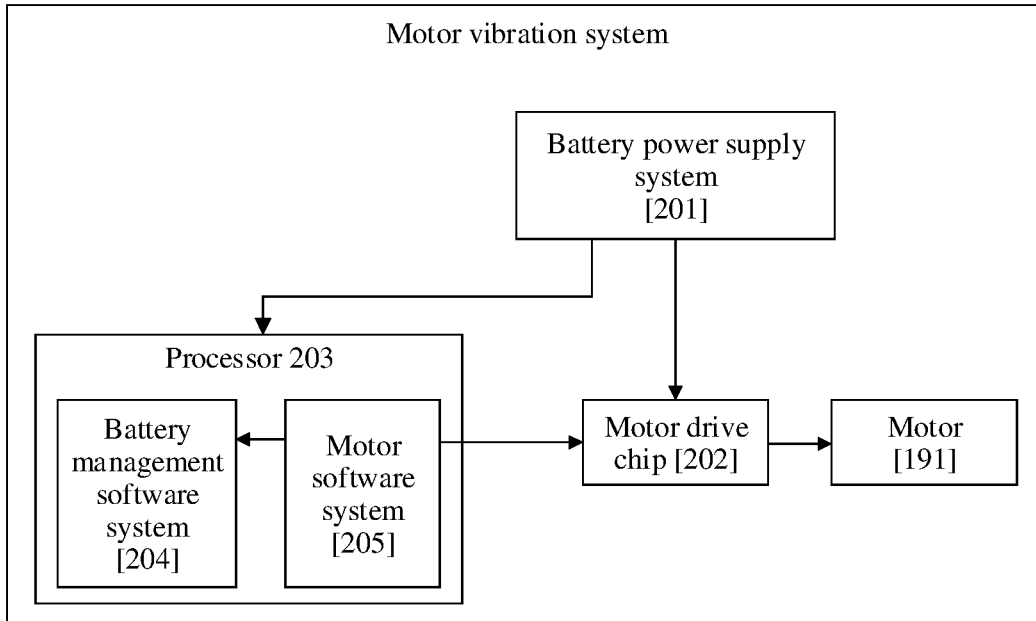 Motor vibration system
Battery power supply
system
[201]
Processor 203
Battery
management
software
system
[204]
Motor
software
system
[205]
Motor drive
chip [202]
Motor
[191]